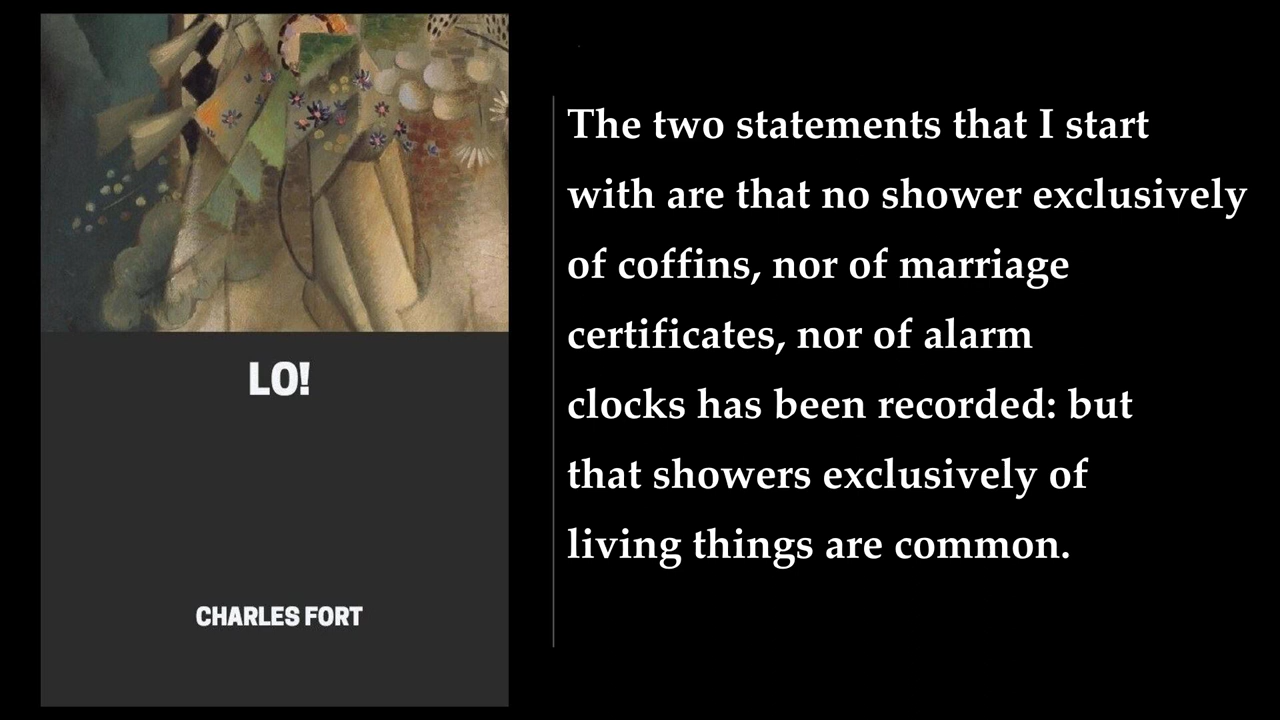 LO!
CHARLES FORT
The two statements that I start
with are that no shower exclusively
of coffins, nor of marriage
certificates, nor of alarm
clocks has been recorded: but
that showers exclusively of
living things are common.